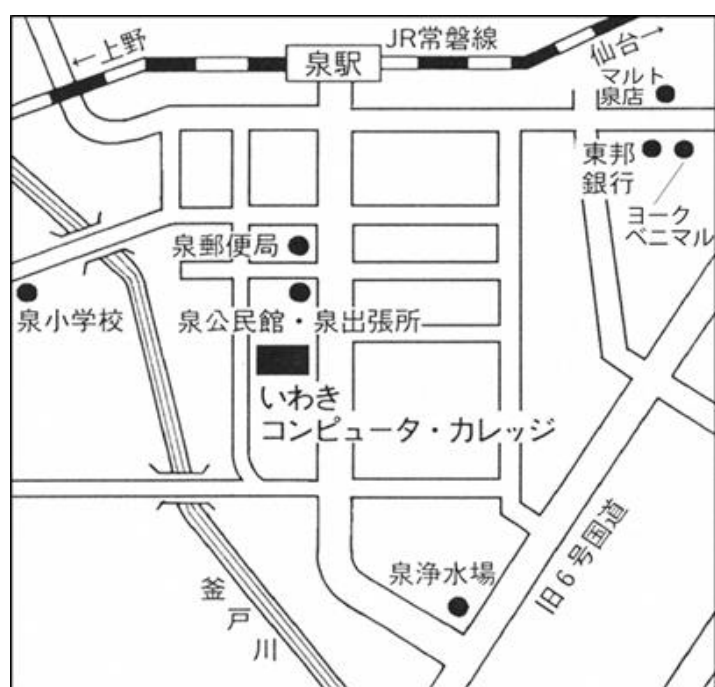 ←上野
泉駅
JR常磐線
仙台→
マルト
泉店
東邦
銀行
ヨーク
ベニマル
泉郵便局
泉小学校
泉公民館・泉出張所
いわき
コンピュータ・カレッジ
泉浄水場
旧6号国道
釜戸川